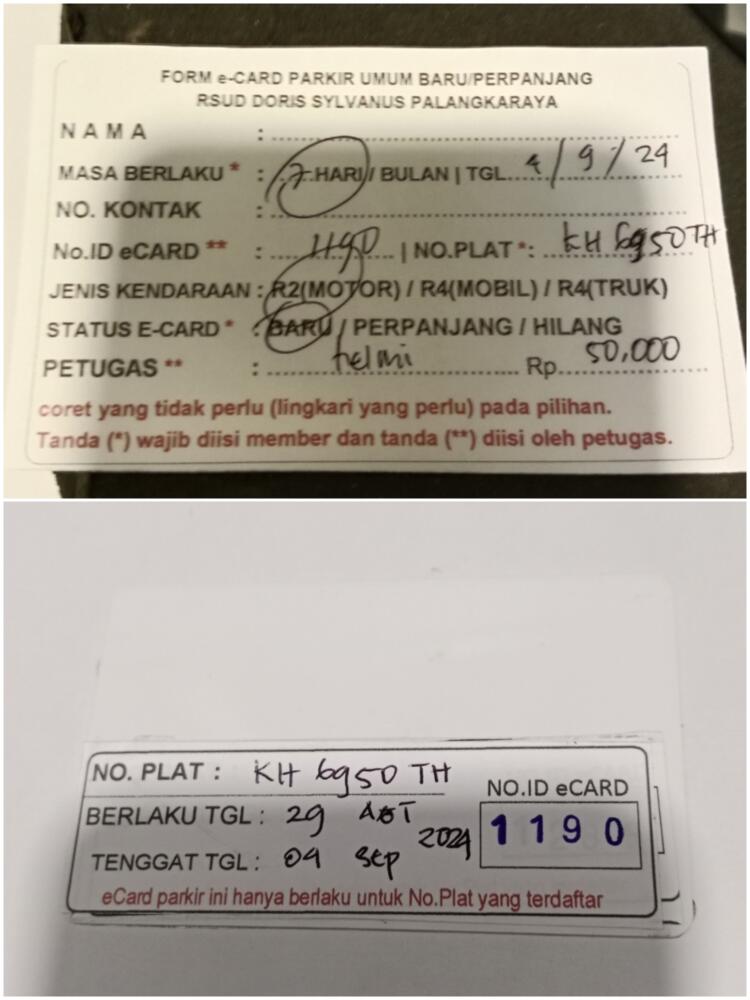 FORM e-CARD PARKIR UMUM BARU/PERPANJANG
RSUD DORIS SYLVANUS PALANGKARAYA
NAMA :
MASA BERLAKU * : 7 HARI / BULAN | TGL. 4/9/24
NO. KONTAK :
No.ID eCARD ** : 1190 | NO.PLAT *: KH 6950 TH
JENIS KENDARAAN : R2(MOTOR) / R4(MOBIL) / R4(TRUK)
STATUS E-CARD * : BARU / PERPANJANG / HILANG
PETUGAS ** : helmi Rp. 50.000
coret yang tidak perlu (lingkari yang perlu) pada pilihan.
Tanda (*) wajib diisi member dan tanda (**) diisi oleh petugas.
NO. PLAT : KH 6950 TH
NO.ID eCARD
BERLAKU TGL : 29 AGT
2024
1190
TENGGAT TGL : 04 Sep
eCard parkir ini hanya berlaku untuk No.Plat yang terdaftar